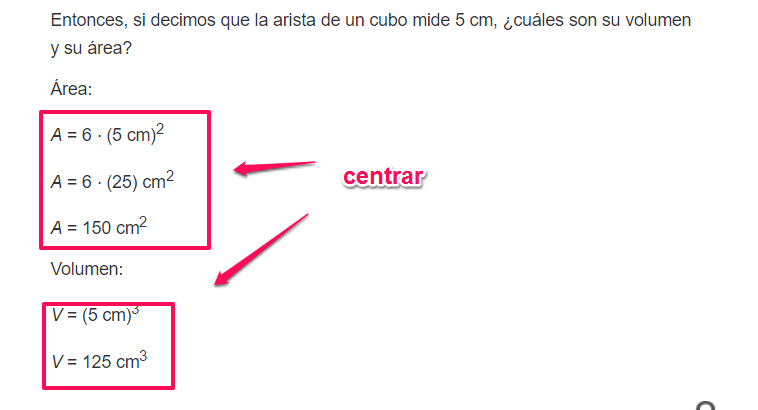 Entonces, si decimos que la arista de un cubo mide 5 cm, ¿cuáles son su volumen
y su área?
Área:
A = 6 · (5 cm)²
A = 6 · (25) cm²
centrar
A = 150 cm²
Volumen:
V = (5 cm)³
V = 125 cm³